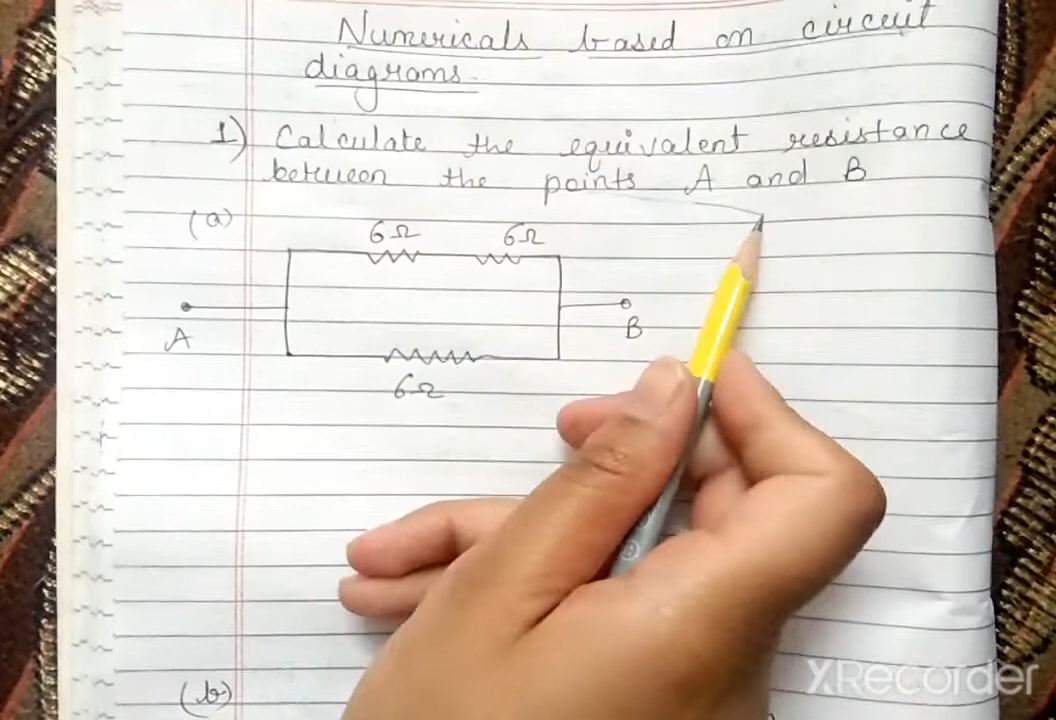 Numericals based on circuit
diagrams.
1) Calculate the equivalent resistance
between the points A and B
(a)
6Ω 6Ω
A
B
6Ω
(b)
XRecorder